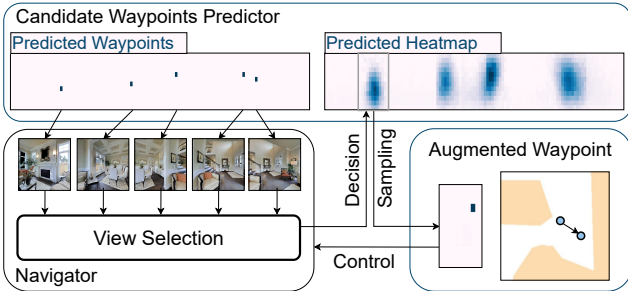 Candidate Waypoints Predictor
Predicted Waypoints
Predicted Heatmap
Decision
Sampling
Augmented Waypoint
View Selection
Control
Navigator